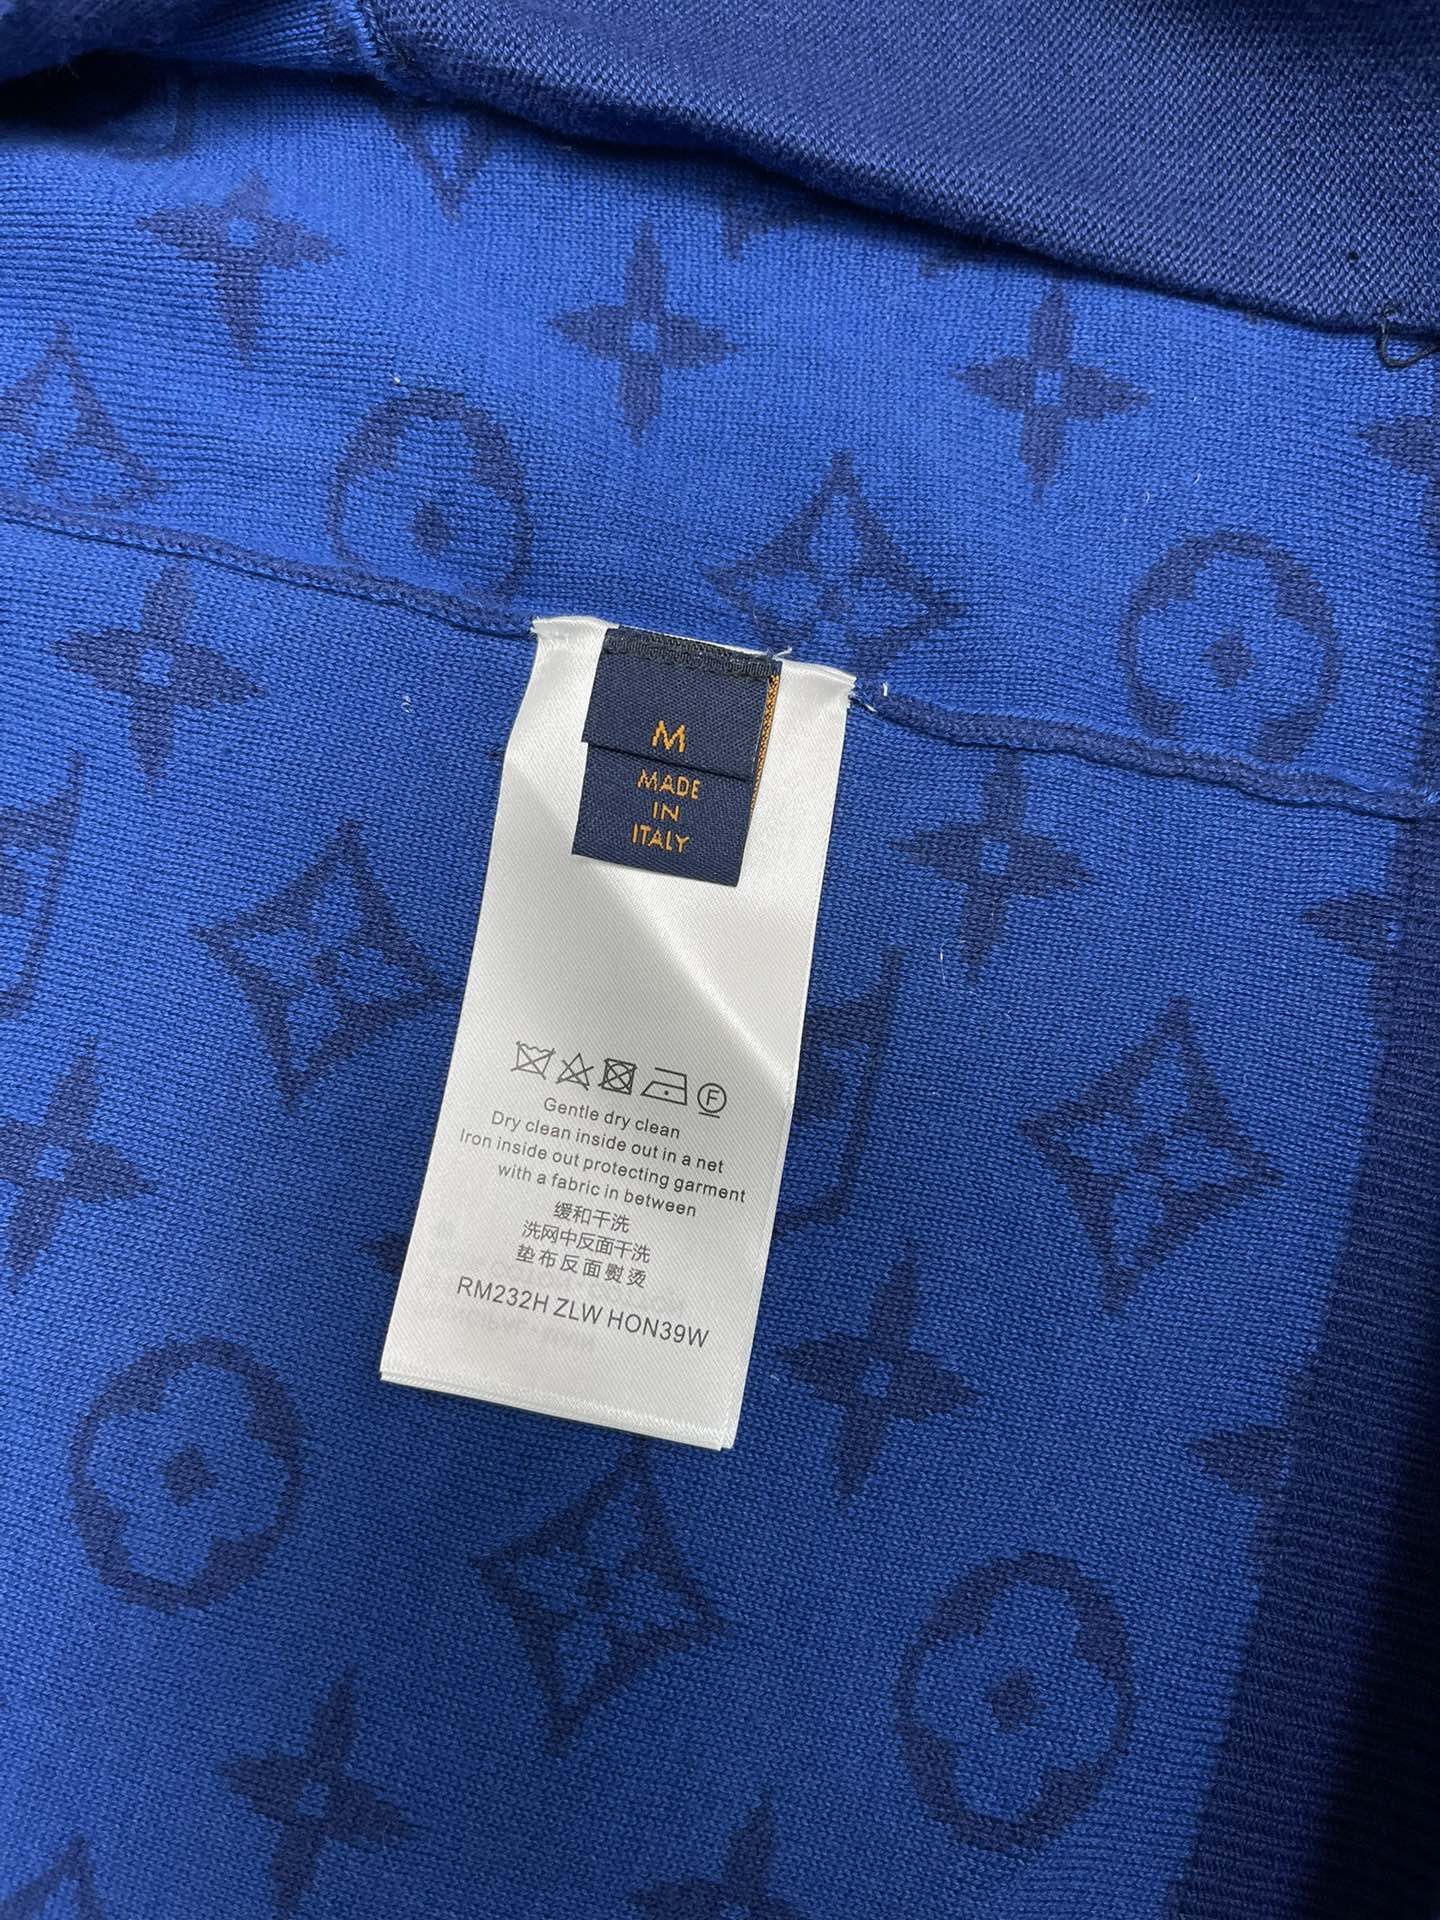 M
MADE
IN
ITALY
F
Gentle dry clean
Dry clean inside out in a net
Iron inside out protecting garment
with a fabric in between
缓和干洗
洗网中反面干洗
垫布反面熨烫
RM232H ZLW HON39W